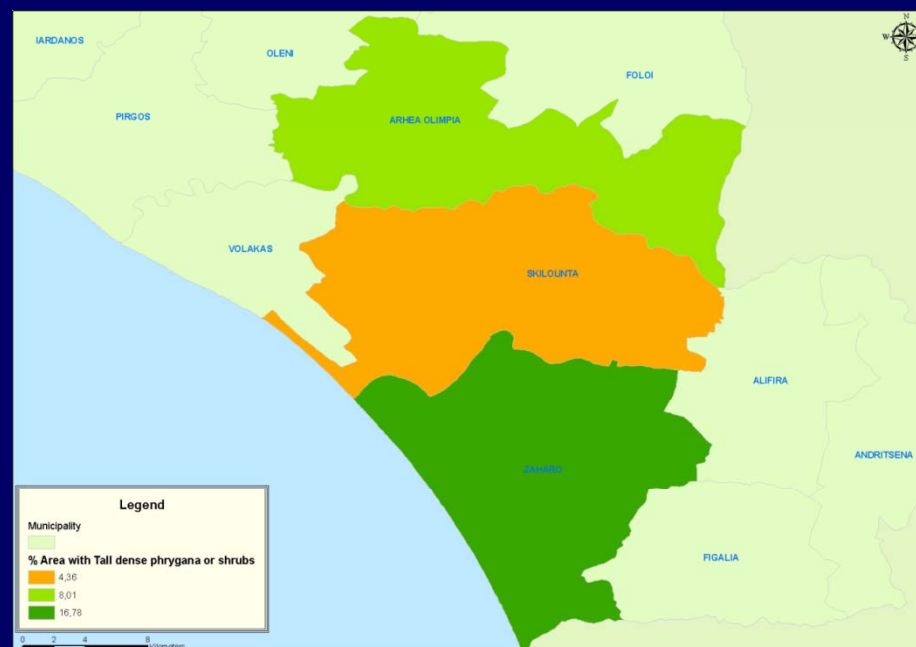 IARDANOS
OLENI
N
W
E
S
FOLOI
PIRGOS
ARHEA OLIMPIA
VOLAKAS
SKILOUNTA
ALIFIRA
ANDRITSENA
ZAHARO
FIGALIA
Legend
Municipality
% Area with Tall dense phrygana or shrubs
4,36
8,01
16,78
0 2 4 8
Kilometers